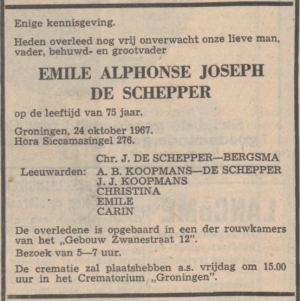 Enige kennisgeving.
Heden overleed nog vrij onverwacht onze lieve man,
vader, behuwd- en grootvader
EMILE ALPHONSE JOSEPH
DE SCHEPPER
op de leeftijd van 75 jaar.
Groningen, 24 oktober 1967.
Hora Siccamasingel 276.
Chr. J. DE SCHEPPER—BERGSMA
Leeuwarden: A. B. KOOPMANS—DE SCHEPPER
J. J. KOOPMANS
CHRISTINA
EMILE
CARIN
De overledene is opgebaard in een der rouwkamers
van het „Gebouw Zwanestraat 12”.
Bezoek van 5—7 uur.
De crematie zal plaatshebben a.s. vrijdag om 15.00
uur in het Crematorium „Groningen”.